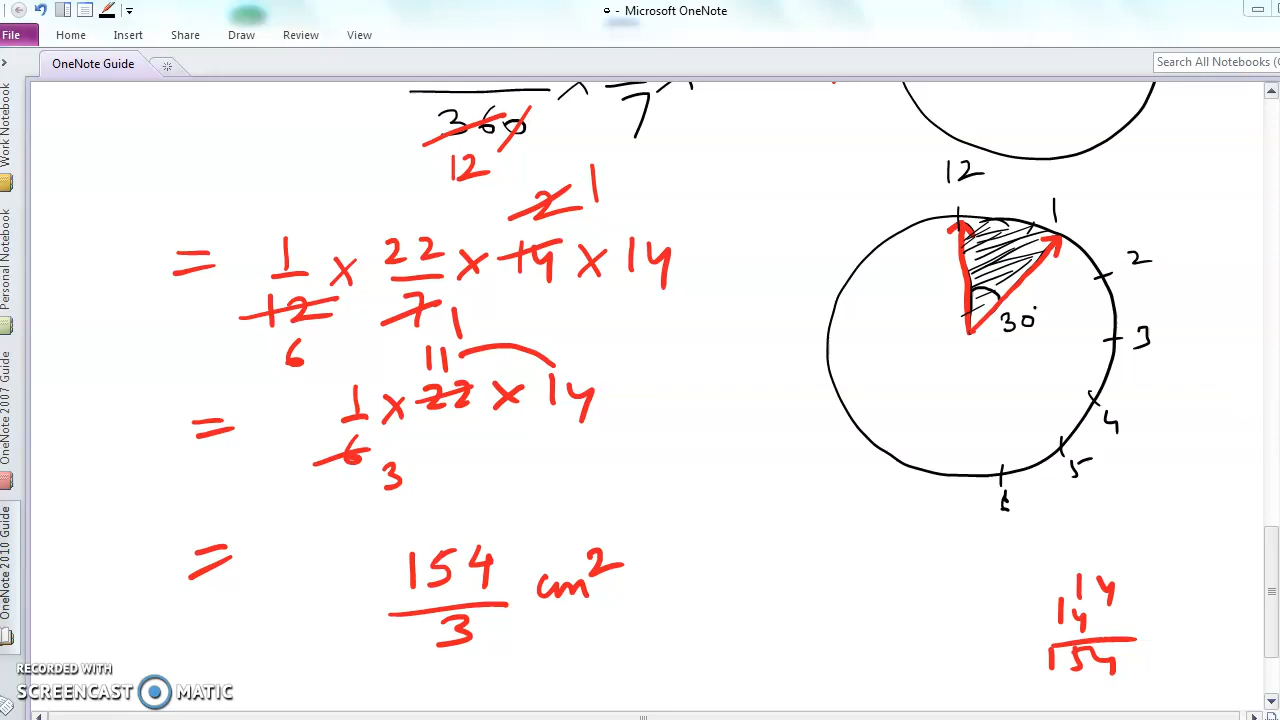 Microsoft OneNote
File Home Insert Share Draw Review View
OneNote Guide
Search All Notebooks (C
Work Notebook
Personal Notebook
OneNote 2007 Guide
OneNote 2010 Guide
360 × 7 ×
12
2 1
= 1/12 × 22/7 × 14 × 14
6 1
11
= 1/6 × 22 × 14
3
= 154/3 cm²
12
1
2
30°
3
4
5
6
14
14
154
RECORDED WITH
SCREENCAST MATIC